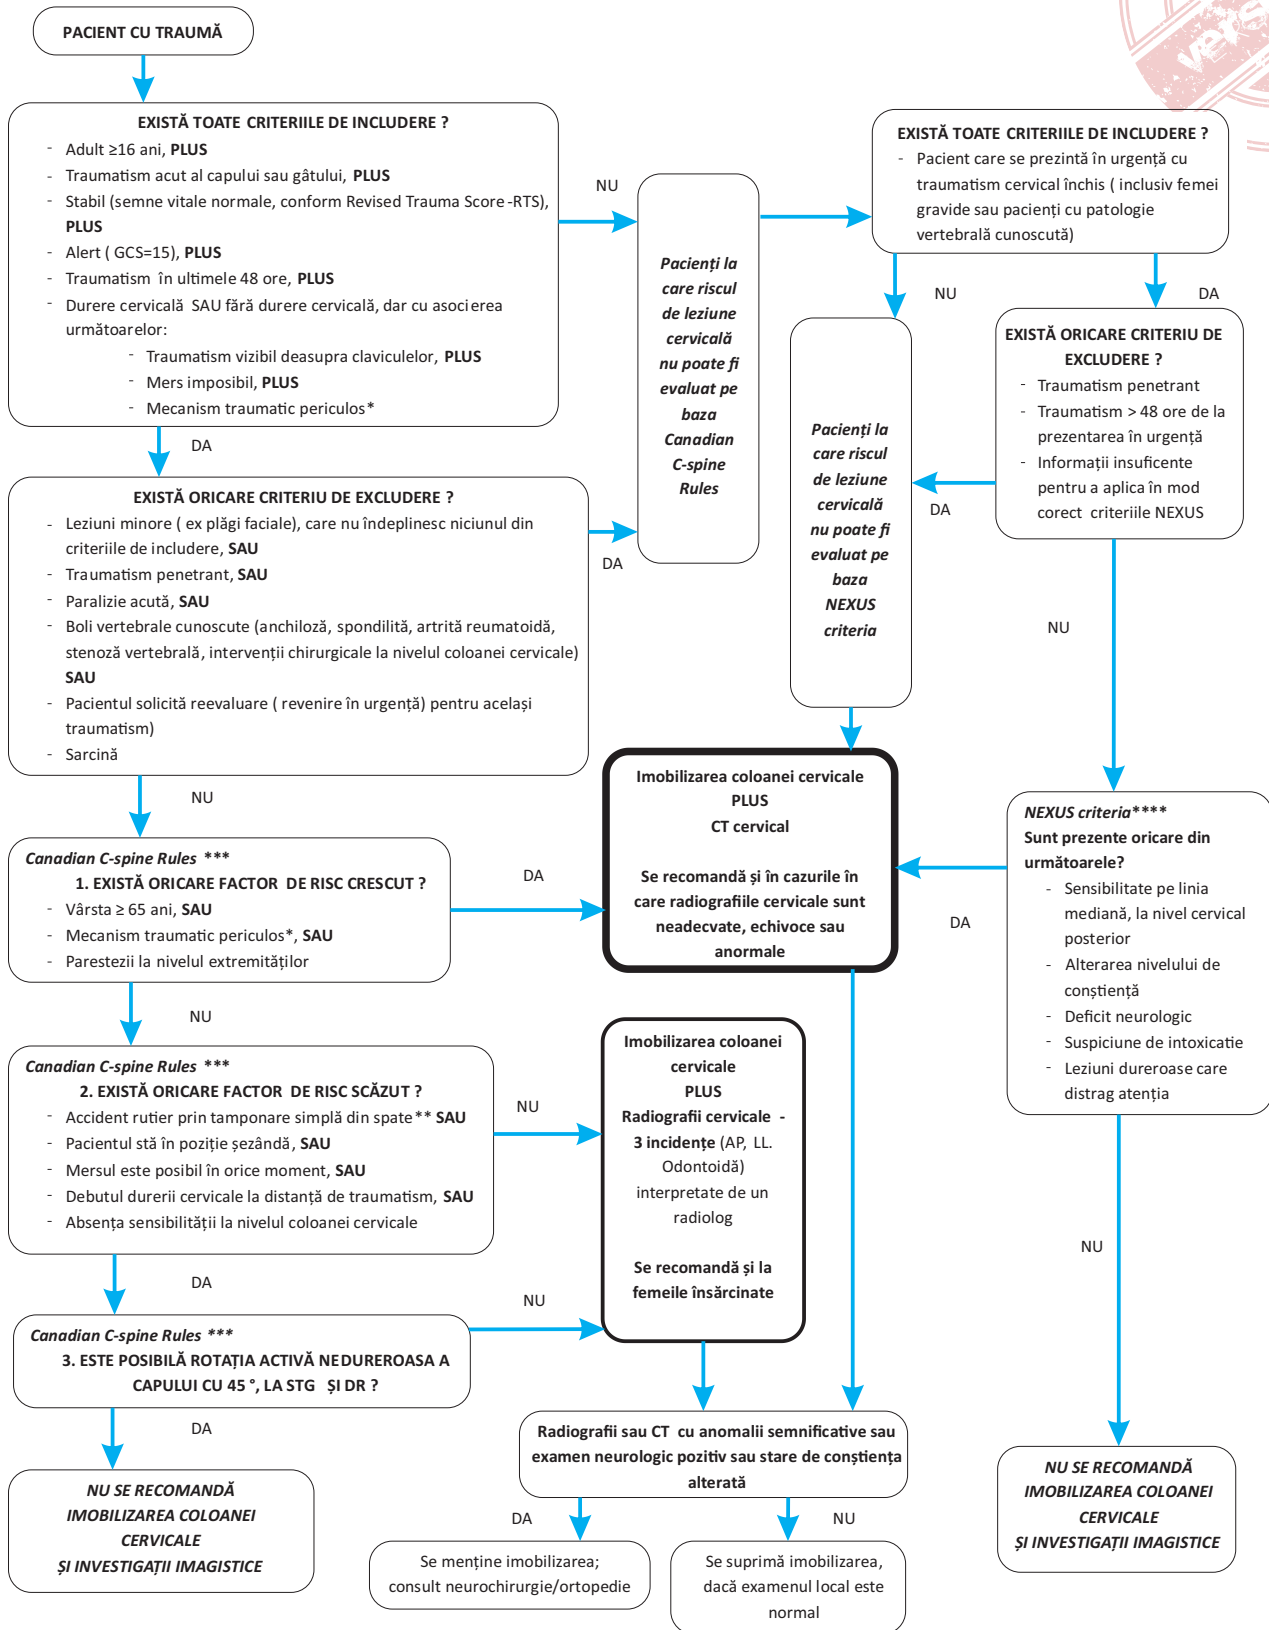 PACIENT CU TRAUMĂ
EXISTĂ TOATE CRITERIILE DE INCLUDERE ?
- Adult ≥16 ani, PLUS
- Traumatism acut al capului sau gâtului, PLUS
- Stabil (semne vitale normale, conform Revised Trauma Score -RTS),
PLUS
- Alert ( GCS=15), PLUS
- Traumatism în ultimele 48 ore, PLUS
- Durere cervicală SAU fără durere cervicală, dar cu asocierea
următoarelor:
- Traumatism vizibil deasupra claviculelor, PLUS
- Mers imposibil, PLUS
- Mecanism traumatic periculos*
NU
DA
EXISTĂ ORICARE CRITERIU DE EXCLUDERE ?
- Leziuni minore ( ex plăgi faciale), care nu îndeplinesc niciunul din
criteriile de includere, SAU
- Traumatism penetrant, SAU
- Paralizie acută, SAU
- Boli vertebrale cunoscute (anchiloză, spondilită, artrită reumatoidă,
stenoză vertebrală, intervenții chirurgicale la nivelul coloanei cervicale)
SAU
- Pacientul solicită reevaluare ( revenire în urgență) pentru același
traumatism)
- Sarcină
DA
NU
Pacienți la
care riscul
de leziune
cervicală
nu poate fi
evaluat pe
baza
Canadian
C-spine
Rules
EXISTĂ TOATE CRITERIILE DE INCLUDERE ?
- Pacient care se prezintă în urgență cu
traumatism cervical închis ( inclusiv femei
gravide sau pacienți cu patologie
vertebrală cunoscută)
NU
DA
EXISTĂ ORICARE CRITERIU DE
EXCLUDERE ?
- Traumatism penetrant
- Traumatism > 48 ore de la
prezentarea în urgență
- Informații insuficente
pentru a aplica în mod
corect criteriile NEXUS
DA
NU
Pacienți la
care riscul
de leziune
cervicală
nu poate fi
evaluat pe
baza
NEXUS
criteria
Canadian C-spine Rules ***
1. EXISTĂ ORICARE FACTOR DE RISC CRESCUT ?
- Vârsta ≥ 65 ani, SAU
- Mecanism traumatic periculos*, SAU
- Parestezii la nivelul extremităților
DA
NU
Imobilizarea coloanei cervicale
PLUS
CT cervical
Se recomandă și în cazurile în
care radiografiile cervicale sunt
neadecvate, echivoce sau
anormale
NEXUS criteria****
Sunt prezente oricare din
următoarele?
- Sensibilitate pe linia
mediană, la nivel cervical
posterior
- Alterarea nivelului de
conștiență
- Deficit neurologic
- Suspiciune de intoxicatie
- Leziuni dureroase care
distrag atenția
DA
NU
Canadian C-spine Rules ***
2. EXISTĂ ORICARE FACTOR DE RISC SCĂZUT ?
- Accident rutier prin tamponare simplă din spate** SAU
- Pacientul stă în poziție șezândă, SAU
- Mersul este posibil în orice moment, SAU
- Debutul durerii cervicale la distanță de traumatism, SAU
- Absența sensibilității la nivelul coloanei cervicale
NU
DA
Imobilizarea coloanei
cervicale
PLUS
Radiografii cervicale -
3 incidențe (AP, LL.
Odontoidă)
interpretate de un
radiolog
Se recomandă și la
femeile însărcinate
Canadian C-spine Rules ***
3. ESTE POSIBILĂ ROTAȚIA ACTIVĂ NEDUREROASA A
CAPULUI CU 45 °, LA STG ȘI DR ?
NU
DA
NU SE RECOMANDĂ
IMOBILIZAREA COLOANEI
CERVICALE
ȘI INVESTIGAȚII IMAGISTICE
Radiografii sau CT cu anomalii semnificative sau
examen neurologic pozitiv sau stare de conștiența
alterată
DA
NU
Se menține imobilizarea;
consult neurochirurgie/ortopedie
Se suprimă imobilizarea,
dacă examenul local este
normal
NU SE RECOMANDĂ
IMOBILIZAREA COLOANEI
CERVICALE
ȘI INVESTIGAȚII IMAGISTICE